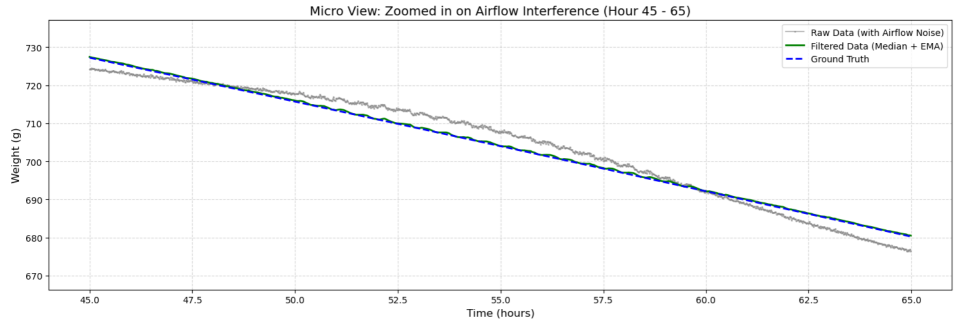 Micro View: Zoomed in on Airflow Interference (Hour 45 - 65)
Raw Data (with Airflow Noise)
Filtered Data (Median + EMA)
Ground Truth
Weight (g)
730
720
710
700
690
680
670
45.0 47.5 50.0 52.5 55.0 57.5 60.0 62.5 65.0
Time (hours)